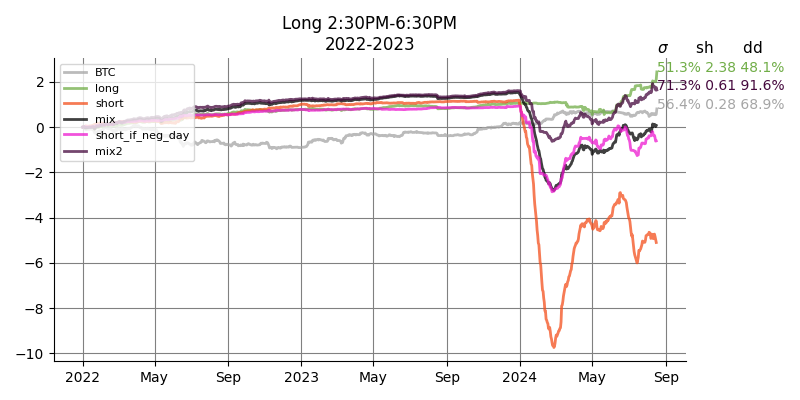 Long 2:30PM-6:30PM
2022-2023
σ sh dd
51.3% 2.38 48.1%
71.3% 0.61 91.6%
56.4% 0.28 68.9%
BTC
long
short
mix
short_if_neg_day
mix2
2
0
−2
−4
−6
−8
−10
2022 May Sep 2023 May Sep 2024 May Sep